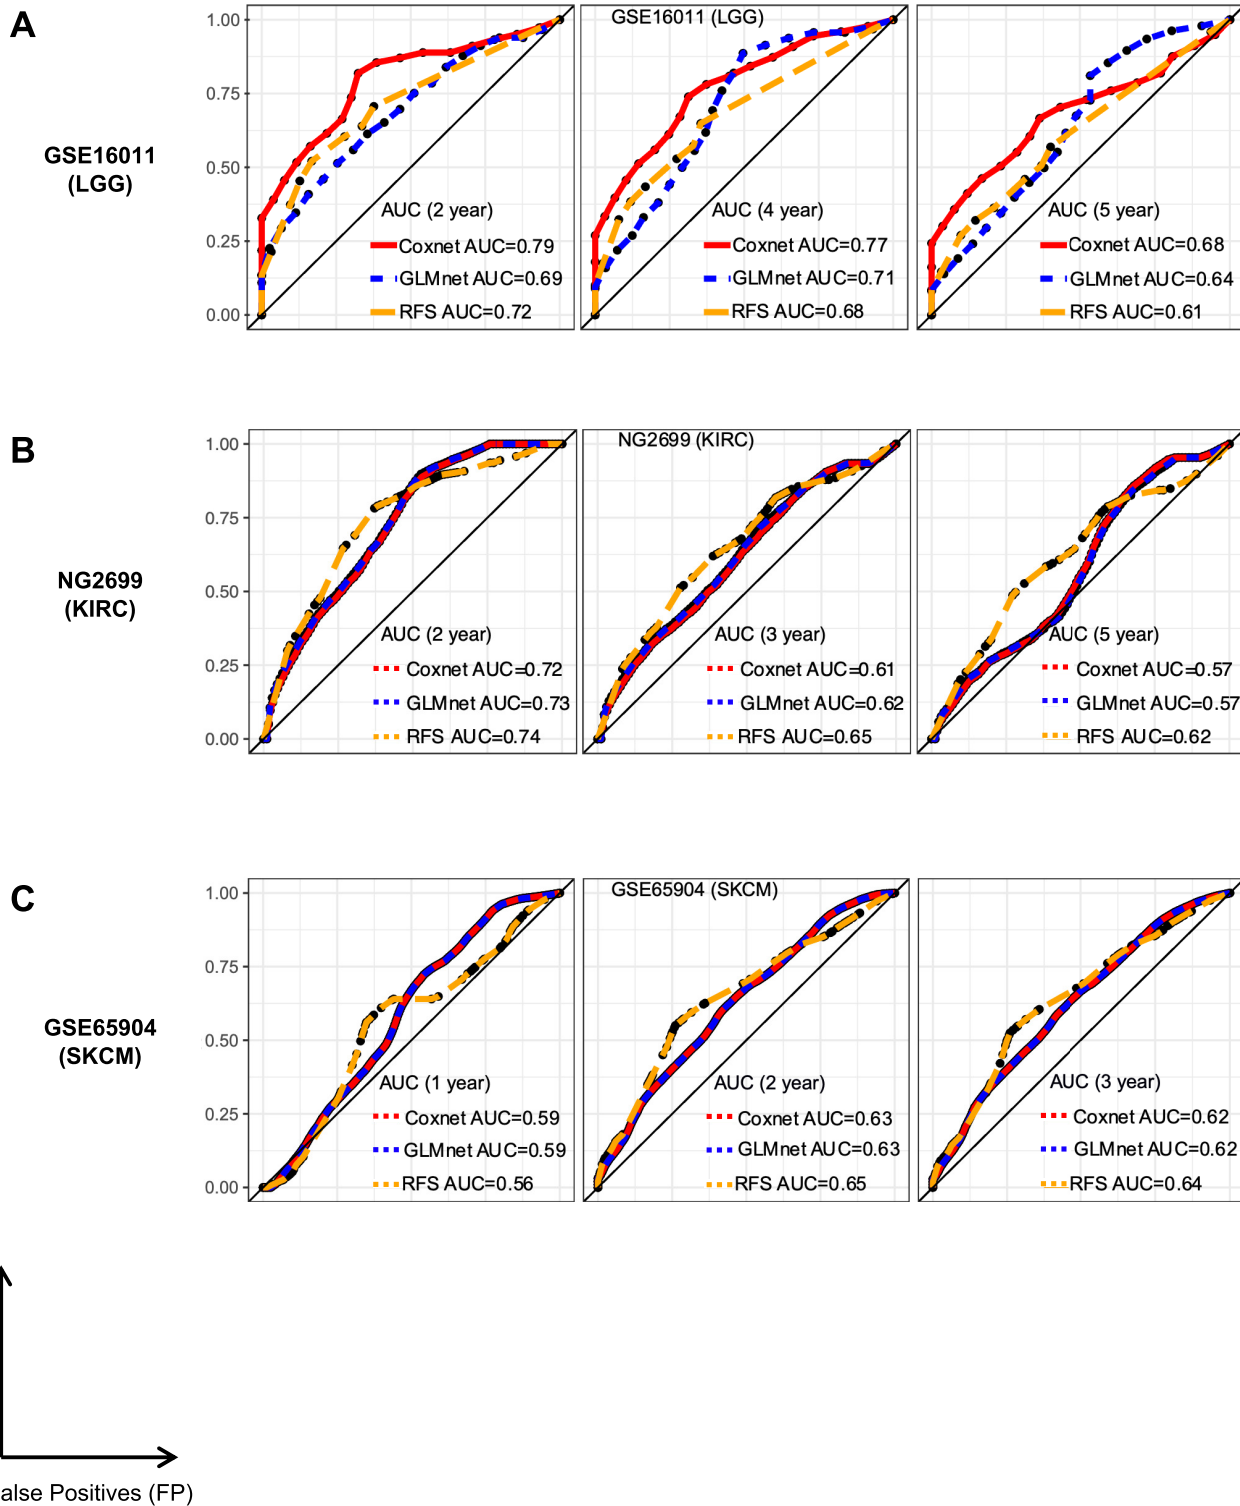 A
GSE16011 (LGG)
GSE16011
(LGG)
1.00
0.75
0.50
0.25
0.00
AUC (2 year)
Coxnet AUC=0.79
GLMnet AUC=0.69
RFS AUC=0.72
AUC (4 year)
Coxnet AUC=0.77
GLMnet AUC=0.71
RFS AUC=0.68
AUC (5 year)
Coxnet AUC=0.68
GLMnet AUC=0.64
RFS AUC=0.61
B
NG2699 (KIRC)
NG2699
(KIRC)
1.00
0.75
0.50
0.25
0.00
AUC (2 year)
Coxnet AUC=0.72
GLMnet AUC=0.73
RFS AUC=0.74
AUC (3 year)
Coxnet AUC=0.61
GLMnet AUC=0.62
RFS AUC=0.65
AUC (5 year)
Coxnet AUC=0.57
GLMnet AUC=0.57
RFS AUC=0.62
C
GSE65904 (SKCM)
GSE65904
(SKCM)
1.00
0.75
0.50
0.25
0.00
AUC (1 year)
Coxnet AUC=0.59
GLMnet AUC=0.59
RFS AUC=0.56
AUC (2 year)
Coxnet AUC=0.63
GLMnet AUC=0.63
RFS AUC=0.65
AUC (3 year)
Coxnet AUC=0.62
GLMnet AUC=0.62
RFS AUC=0.64
alse Positives (FP)